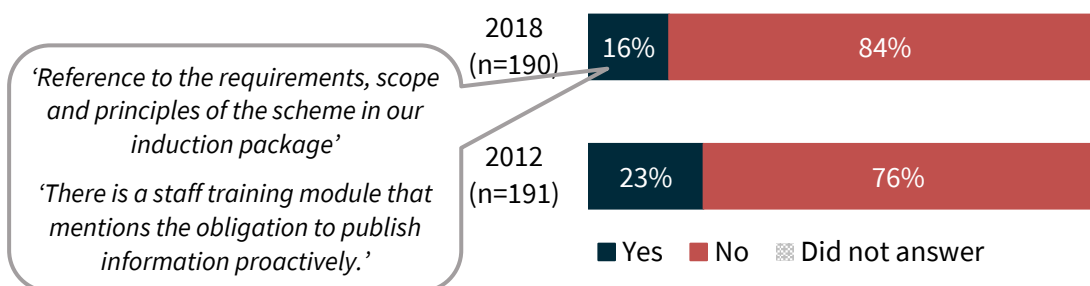 ‘Reference to the requirements, scope
and principles of the scheme in our
induction package’
‘There is a staff training module that
mentions the obligation to publish
information proactively.’
2018
(n=190)
16%
84%
2012
(n=191)
23%
76%
Yes
No
Did not answer